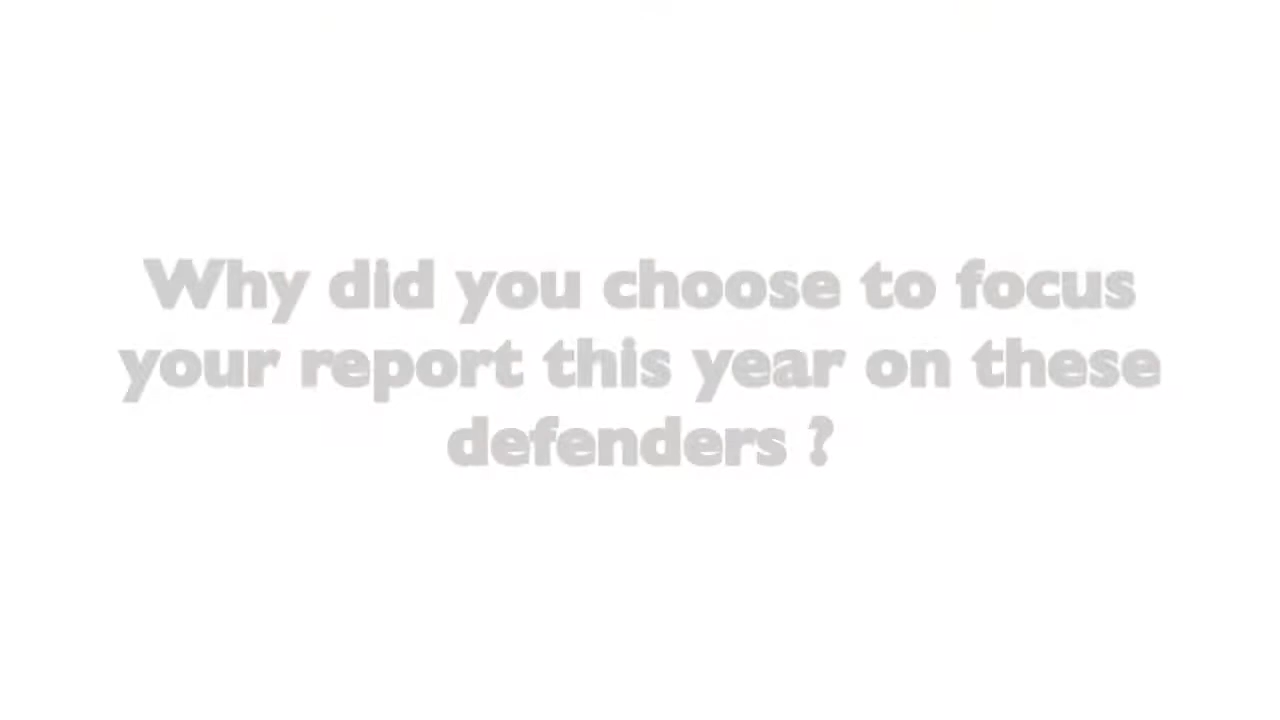 Why did you choose to focus
your report this year on these
defenders ?